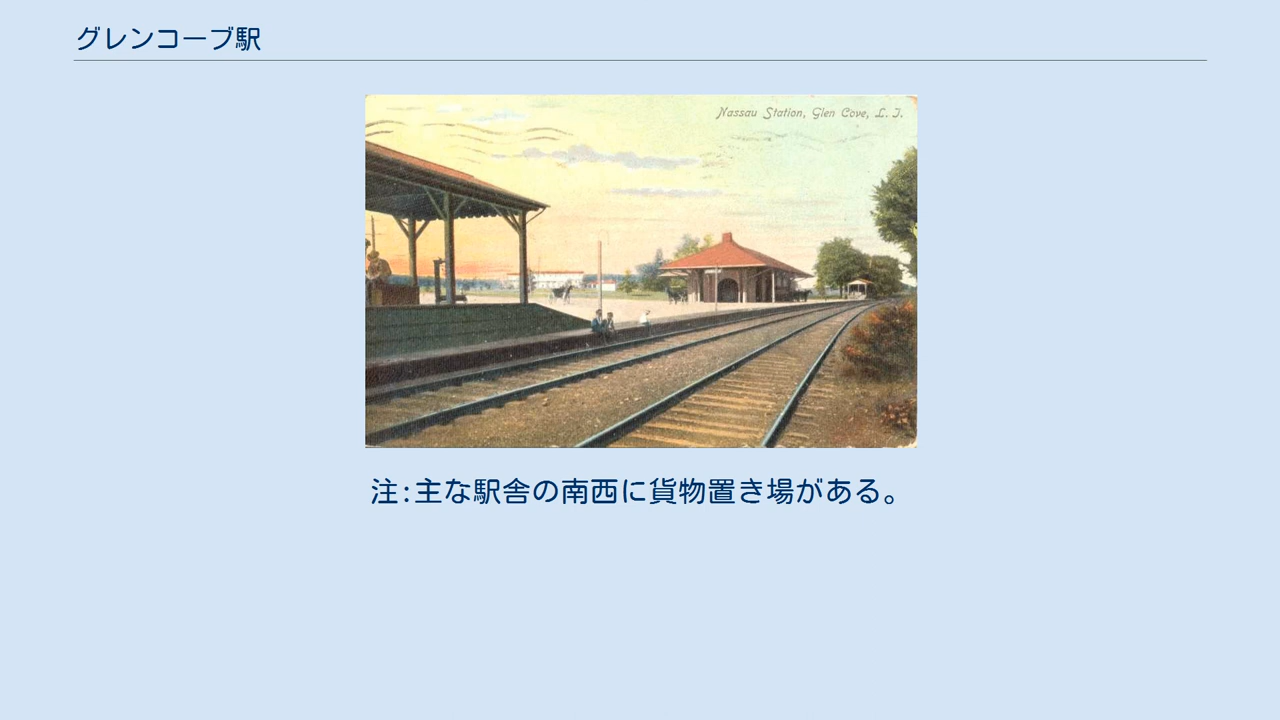 グレンコーブ駅
Nassau Station, Glen Cove, L. I.
注:主な駅舎の南西に貨物置き場がある。